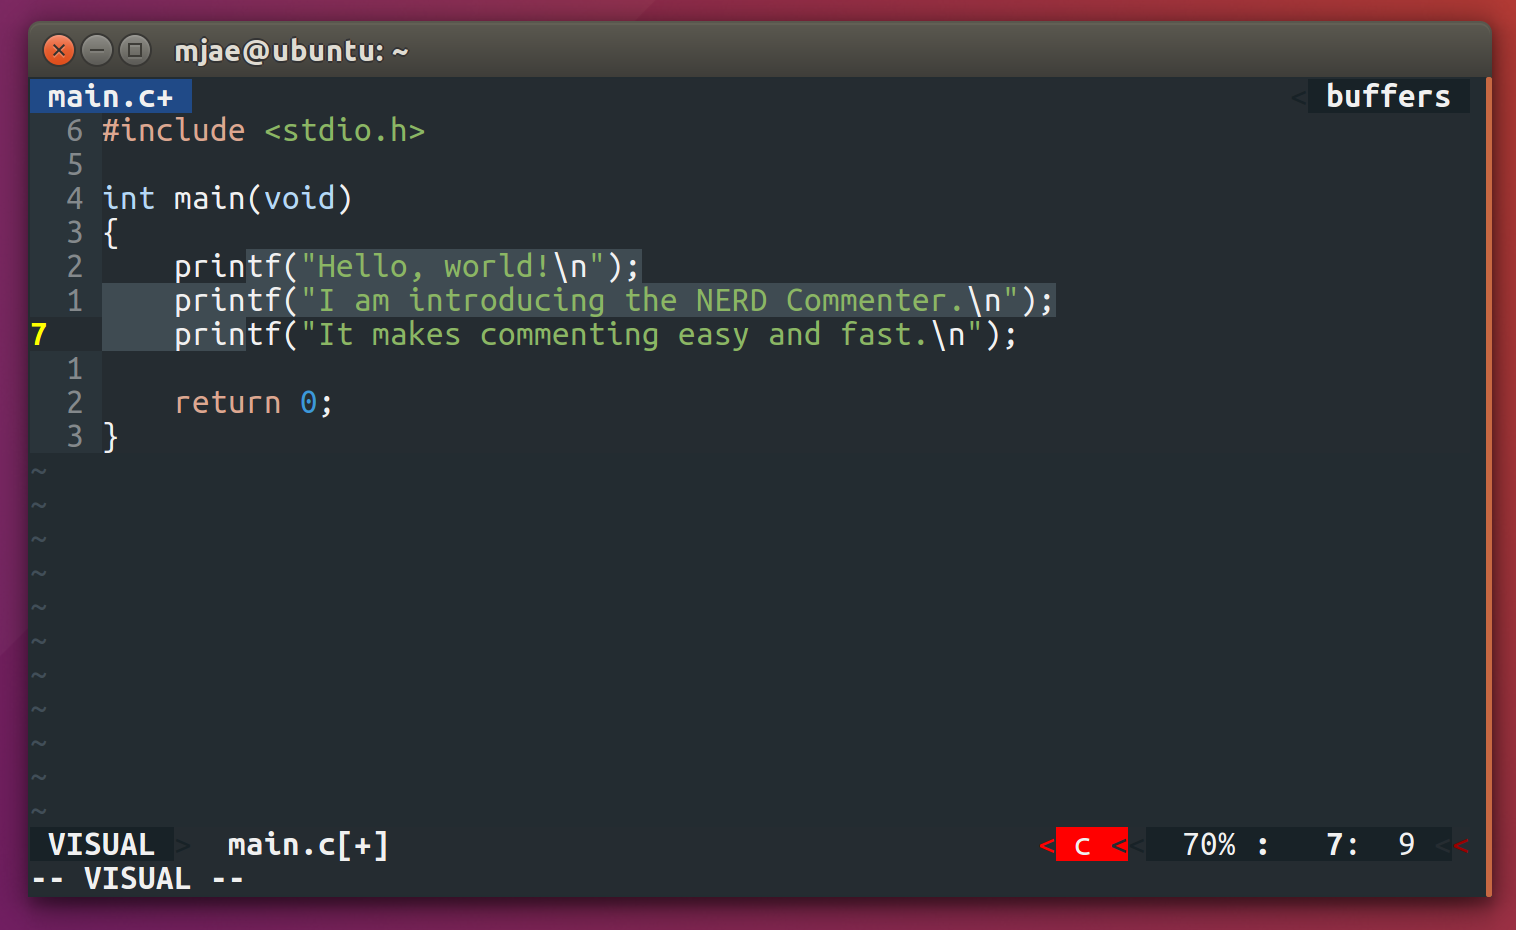 mjae@ubuntu: ~
main.c+ < buffers
6 #include <stdio.h>
5
4 int main(void)
3 {
2     printf("Hello, world!\n");
1     printf("I am introducing the NERD Commenter.\n");
7     printf("It makes commenting easy and fast.\n");
1
2     return 0;
3 }
~
~
~
~
~
~
~
~
~
~
~
VISUAL > main.c[+] < c << 70% : 7: 9 <<
-- VISUAL --